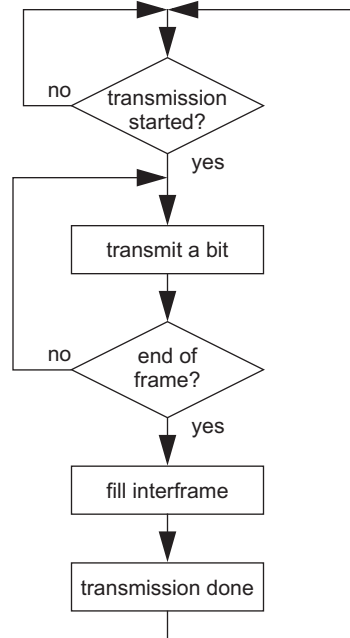 no
transmission
started?
yes
transmit a bit
no
end of
frame?
yes
fill interframe
transmission done